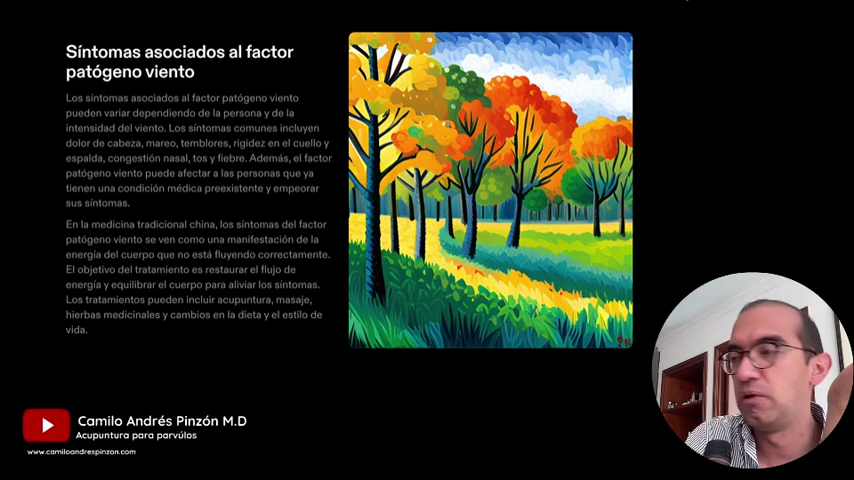 Síntomas asociados al factor
patógeno viento
Los síntomas asociados al factor patógeno viento
pueden variar dependiendo de la persona y de la
intensidad del viento. Los síntomas comunes incluyen
dolor de cabeza, mareo, temblores, rigidez en el cuello y
espalda, congestión nasal, tos y fiebre. Además, el factor
patógeno viento puede afectar a las personas que ya
tienen una condición médica preexistente y empeorar
sus síntomas.
En la medicina tradicional china, los síntomas del factor
patógeno viento se ven como una manifestación de la
energía del cuerpo que no está fluyendo correctamente.
El objetivo del tratamiento es restaurar el flujo de
energía y equilibrar el cuerpo para aliviar los síntomas.
Los tratamientos pueden incluir acupuntura, masaje,
hierbas medicinales y cambios en la dieta y el estilo de
vida.
Camilo Andrés Pinzón M.D
Acupuntura para parvúlos
www.camiloandrespinzon.com